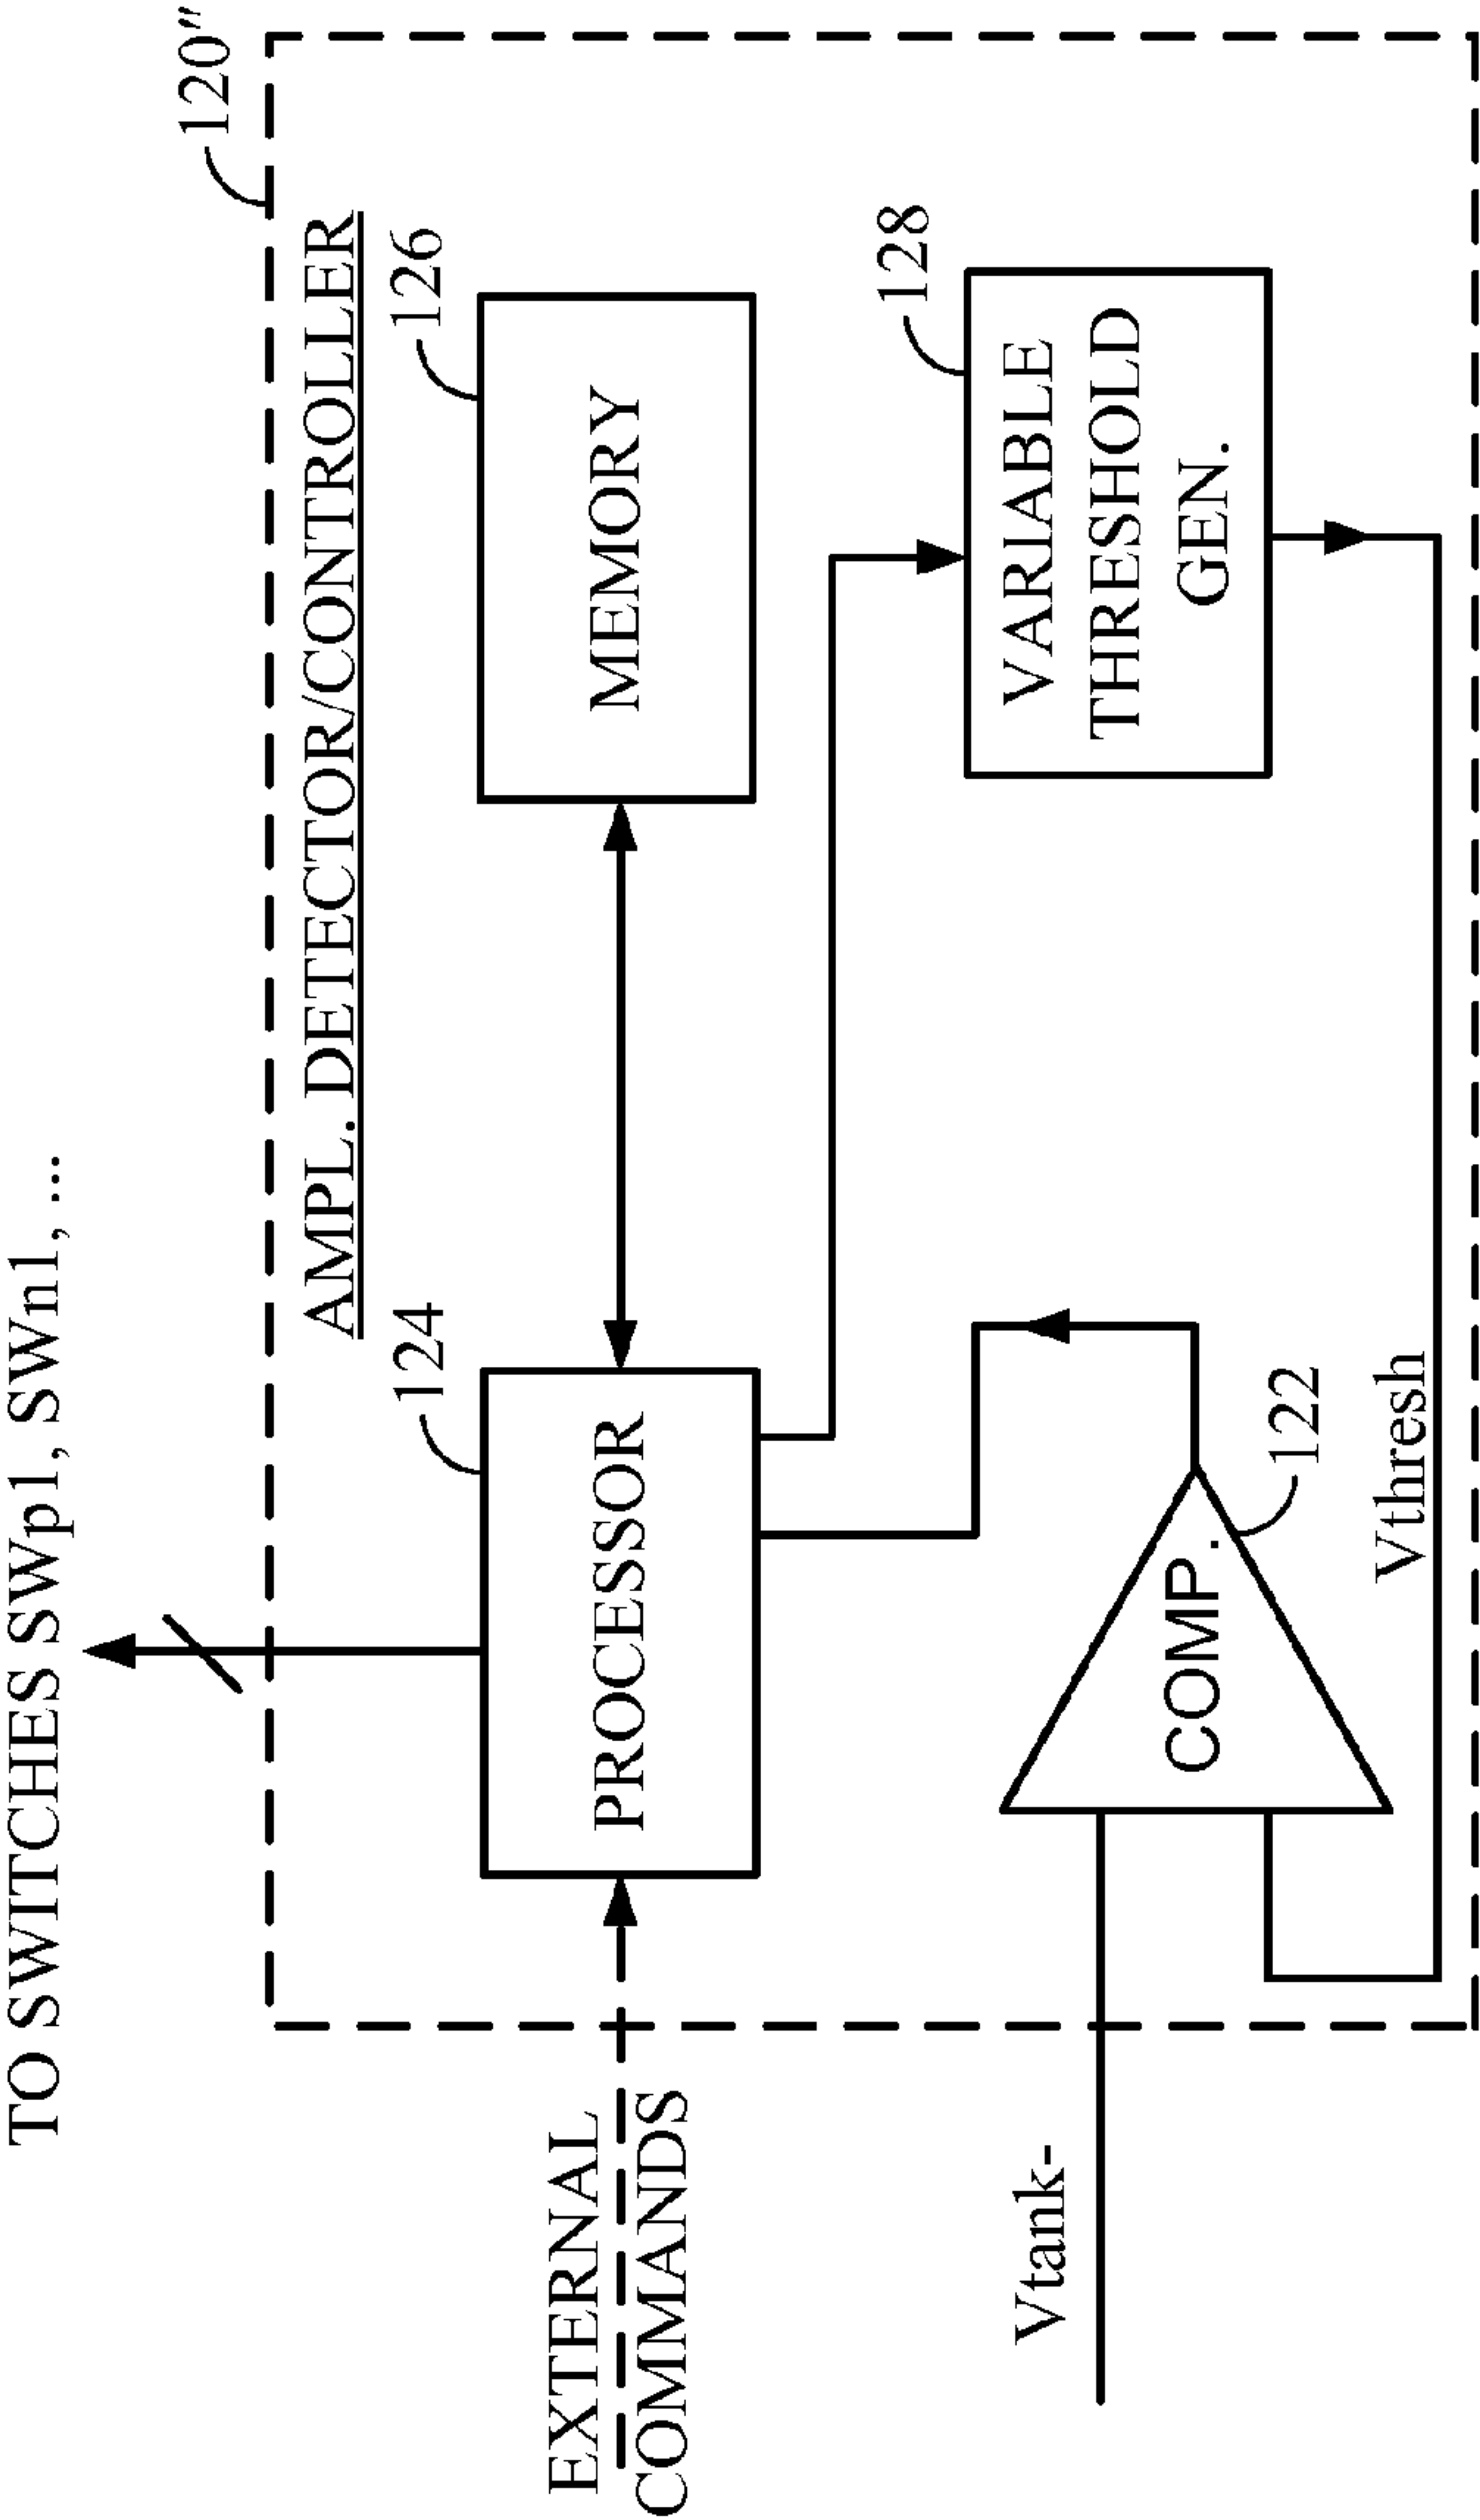 TO SWITCHES SWp1, SWn1, ...
120"
AMPL. DETECTOR/CONTROLLER
124
126
EXTERNAL
COMMANDS
PROCESSOR
MEMORY
128
VARIABLE
THRESHOLD
GEN.
Vtank-
COMP.
122
Vthresh